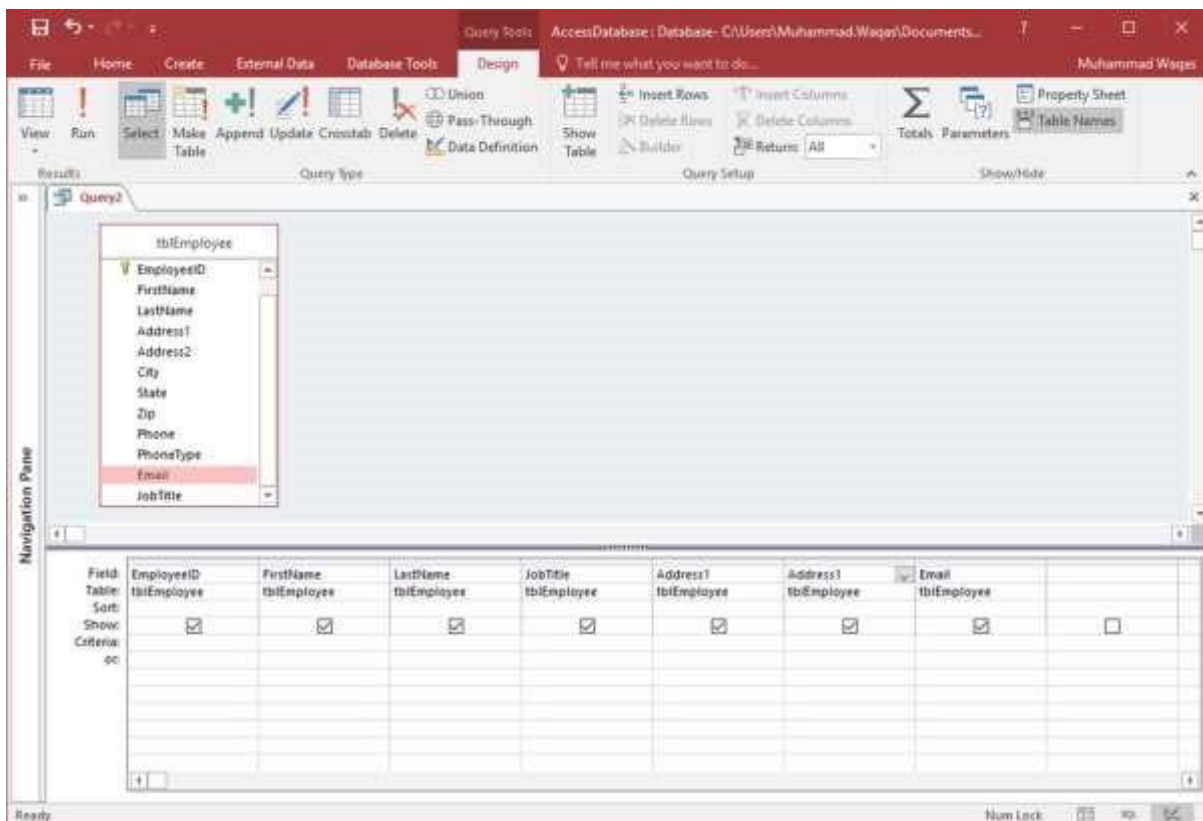 Query Tools AccessDatabase : Database- C:\Users\Muhammad.Waqas\Documents... ?
File Home Create External Data Database Tools Design Tell me what you want to do... Muhammad Waqas
View Run Select Make Table Append Update Crosstab Delete
Union
Pass-Through
Data Definition
Show Table
Insert Rows
Delete Rows
Builder
Insert Columns
Delete Columns
Return: All
Totals Parameters
Property Sheet
Table Names
Results Query Type Query Setup Show/Hide
Query2
Navigation Pane
tblEmployee
EmployeeID
FirstName
LastName
Address1
Address2
City
State
Zip
Phone
PhoneType
Email
JobTitle
Field: EmployeeID FirstName LastName JobTitle Address1 Address1 Email
Table: tblEmployee tblEmployee tblEmployee tblEmployee tblEmployee tblEmployee tblEmployee
Sort:
Show:
Criteria:
or:
Ready Num Lock SQL